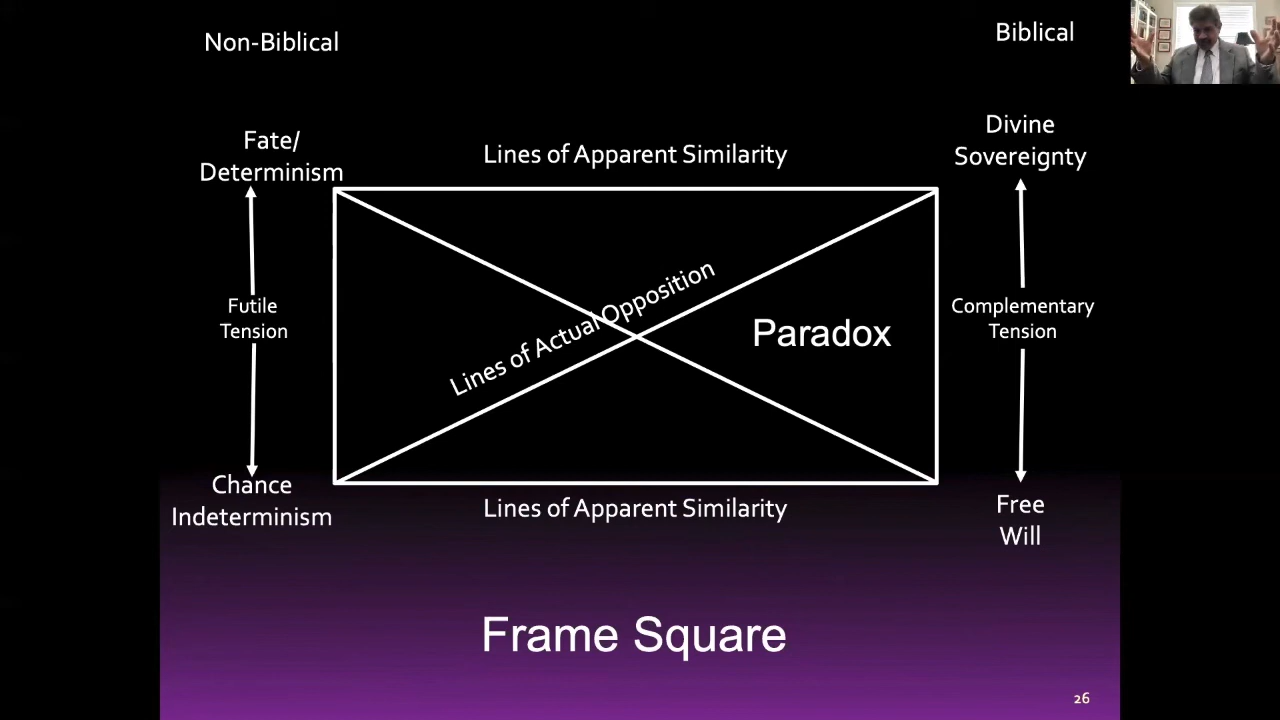 Non-Biblical
Biblical
Fate/
Determinism
Lines of Apparent Similarity
Divine
Sovereignty
Futile
Tension
Lines of Actual Opposition
Paradox
Complementary
Tension
Chance
Indeterminism
Lines of Apparent Similarity
Free
Will
Frame Square
26